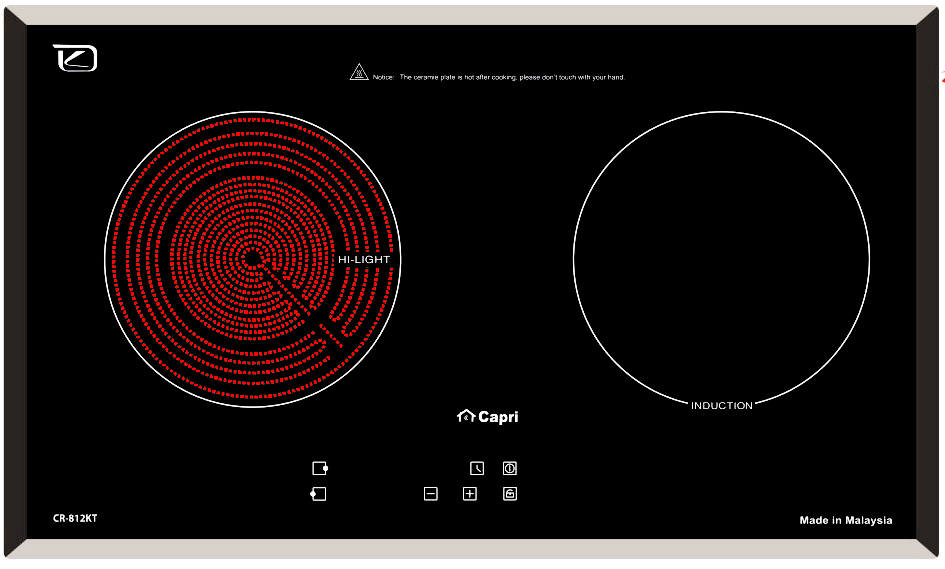 Notice: The ceramie plate is hot after cooking, please don't touch with your hand.
HI-LIGHT
INDUCTION
Capri
CR-812KT
Made in Malaysia